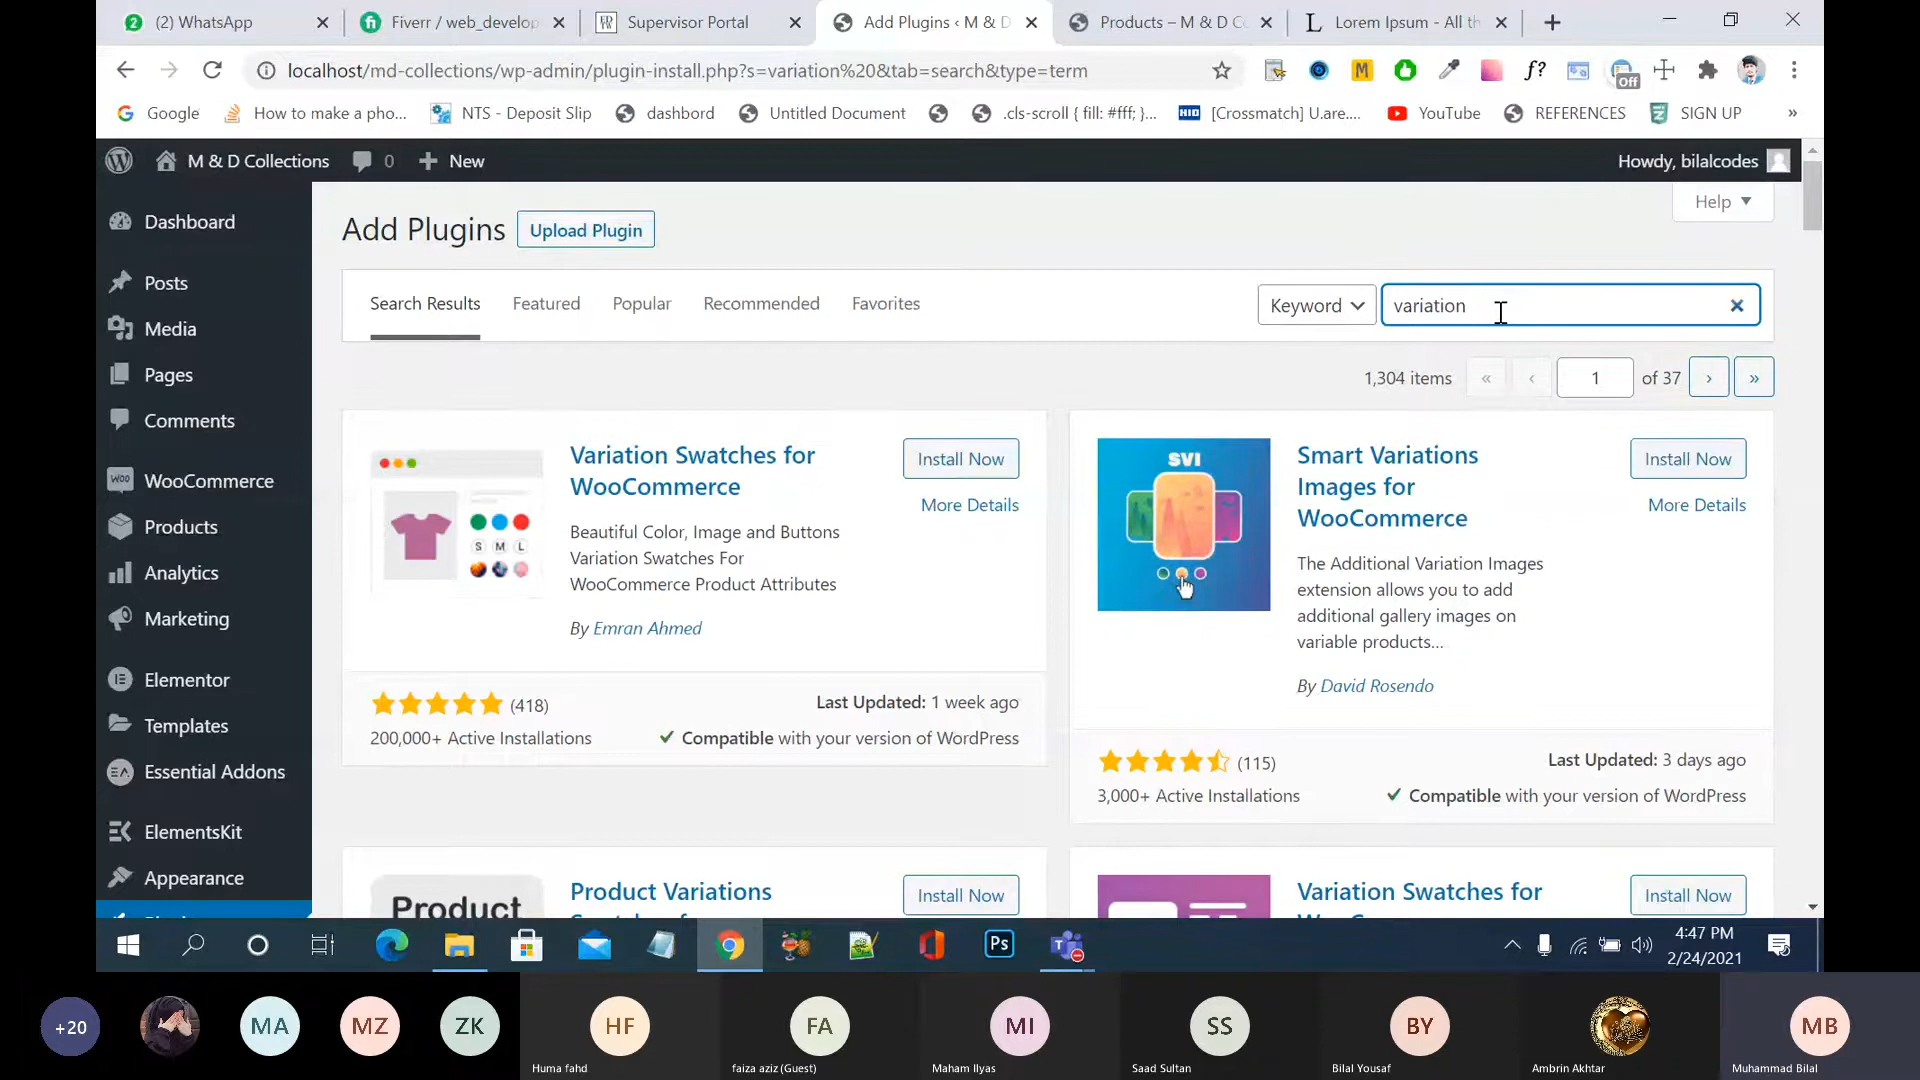 (2) WhatsApp
Fiverr / web_develop
Supervisor Portal
Add Plugins ‹ M & D
Products – M & D C
Lorem Ipsum - All th
localhost/md-collections/wp-admin/plugin-install.php?s=variation%20&tab=search&type=term
M
f?
Off
Google
How to make a pho...
NTS - Deposit Slip
dashbord
Untitled Document
.cls-scroll { fill: #fff; }...
HID
[Crossmatch] U.are....
YouTube
REFERENCES
SIGN UP
»
M & D Collections
0
New
Howdy, bilalcodes
Help
Dashboard
Posts
Media
Pages
Comments
WooCommerce
Products
Analytics
Marketing
Elementor
Templates
Essential Addons
ElementsKit
Appearance
Add Plugins
Upload Plugin
Search Results
Featured
Popular
Recommended
Favorites
Keyword
variation
1,304 items
«
‹
1
of 37
›
»
S M L
Variation Swatches for
WooCommerce
Install Now
More Details
Beautiful Color, Image and Buttons
Variation Swatches For
WooCommerce Product Attributes
By Emran Ahmed
(418)
200,000+ Active Installations
Last Updated: 1 week ago
Compatible with your version of WordPress
SVI
Smart Variations
Images for
WooCommerce
Install Now
More Details
The Additional Variation Images
extension allows you to add
additional gallery images on
variable products...
By David Rosendo
(115)
3,000+ Active Installations
Last Updated: 3 days ago
Compatible with your version of WordPress
Product
Product Variations
Install Now
Variation Swatches for
Install Now
Ps
4:47 PM
2/24/2021
+20
MA
MZ
ZK
HF
Huma fahd
FA
faiza aziz (Guest)
MI
Maham Ilyas
SS
Saad Sultan
BY
Bilal Yousaf
Ambrin Akhtar
MB
Muhammad Bilal